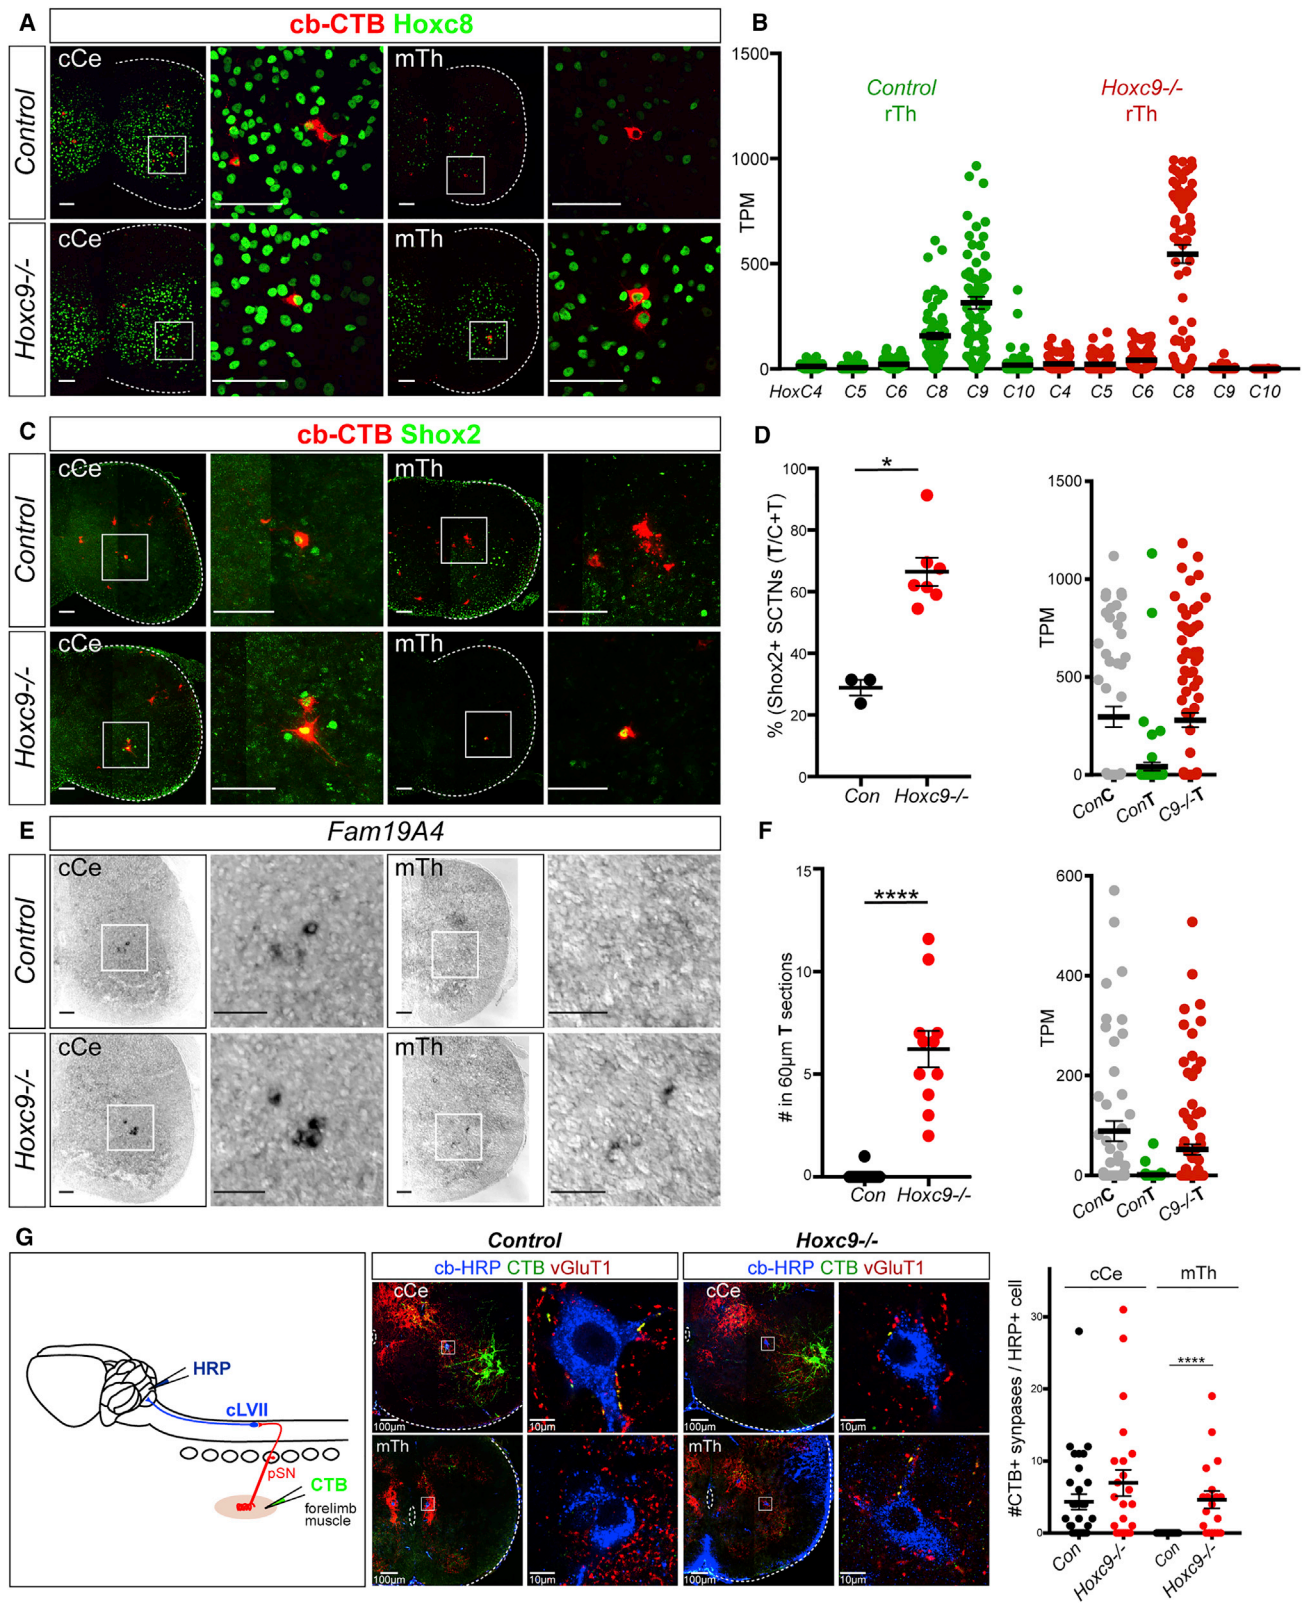 A
cb-CTB Hoxc8
Control
cCe
mTh
Hoxc9-/-
cCe
mTh
B
1500
1000
500
0
TPM
Control
rTh
Hoxc9-/-
rTh
HoxC4 C5 C6 C8 C9 C10 C4 C5 C6 C8 C9 C10
C
cb-CTB Shox2
Control
cCe
mTh
Hoxc9-/-
cCe
mTh
D
100
80
60
40
20
0
% (Shox2+ SCTNs (T/C+T)
*
Con Hoxc9-/-
1500
1000
500
0
TPM
ConC ConT C9-/-T
E
Fam19A4
Control
cCe
mTh
Hoxc9-/-
cCe
mTh
F
15
10
5
0
# in 60µm T sections
****
Con Hoxc9-/-
600
400
200
0
TPM
ConC ConT C9-/-T
G
HRP
cLVII
pSN
CTB
forelimb
muscle
Control
cb-HRP CTB vGluT1
cCe
100µm
10µm
mTh
100µm
10µm
Hoxc9-/-
cb-HRP CTB vGluT1
cCe
100µm
10µm
mTh
100µm
10µm
#CTB+ synpases / HRP+ cell
cCe
mTh
30
20
10
0
****
Con Hoxc9-/- Con Hoxc9-/-